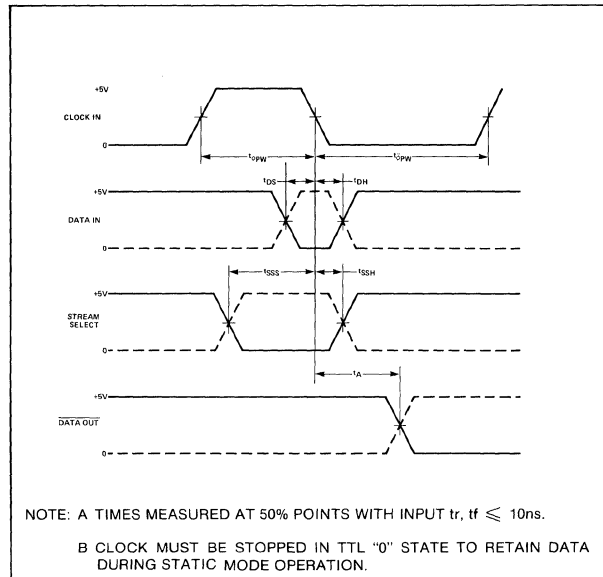 +5V
CLOCK IN
0
tφPW
tφ̅PW
tDS
tDH
+5V
DATA IN
0
tSSS
tSSH
+5V
STREAM
SELECT
0
tA
+5V
DATA OUT
0
NOTE: A TIMES MEASURED AT 50% POINTS WITH INPUT tr, tf ≤ 10ns.
B CLOCK MUST BE STOPPED IN TTL "0" STATE TO RETAIN DATA
DURING STATIC MODE OPERATION.